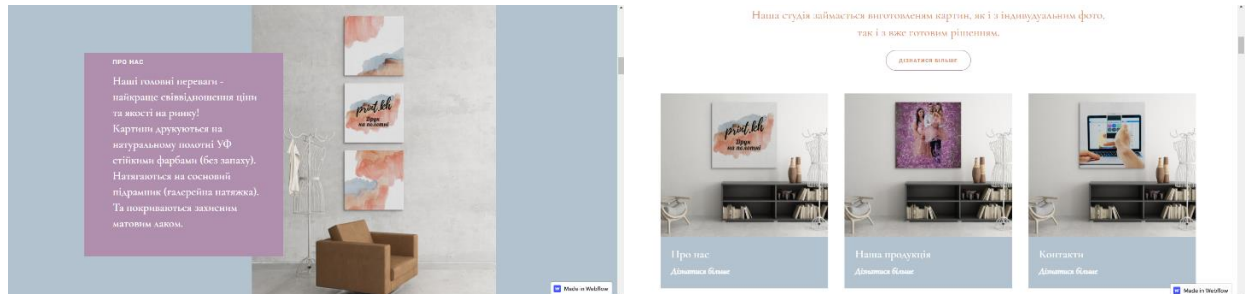 ПРО НАС
Наші головні переваги -
найкраще свіввідношення ціни
та якості на ринку!
Картини друкуються на
натуральному полотні УФ
стійкими фарбами (без запаху).
Натягаються на сосновий
підрамник (галерейна натяжка).
Та покриваються захисним
матовим лаком.
print.kh
Друк
на полотні
Made in Webflow
Наша студія займається виготовленям картин, як і з індивудуальним фото,
так і з вже готовим рішенням.
ДІЗНАТИСЯ БІЛЬШЕ
print.kh
Друк
на полотні
Про нас
Дізнатися більше
Наша продукція
Дізнатися більше
Контакти
Дізнатися більше
Made in Webflow